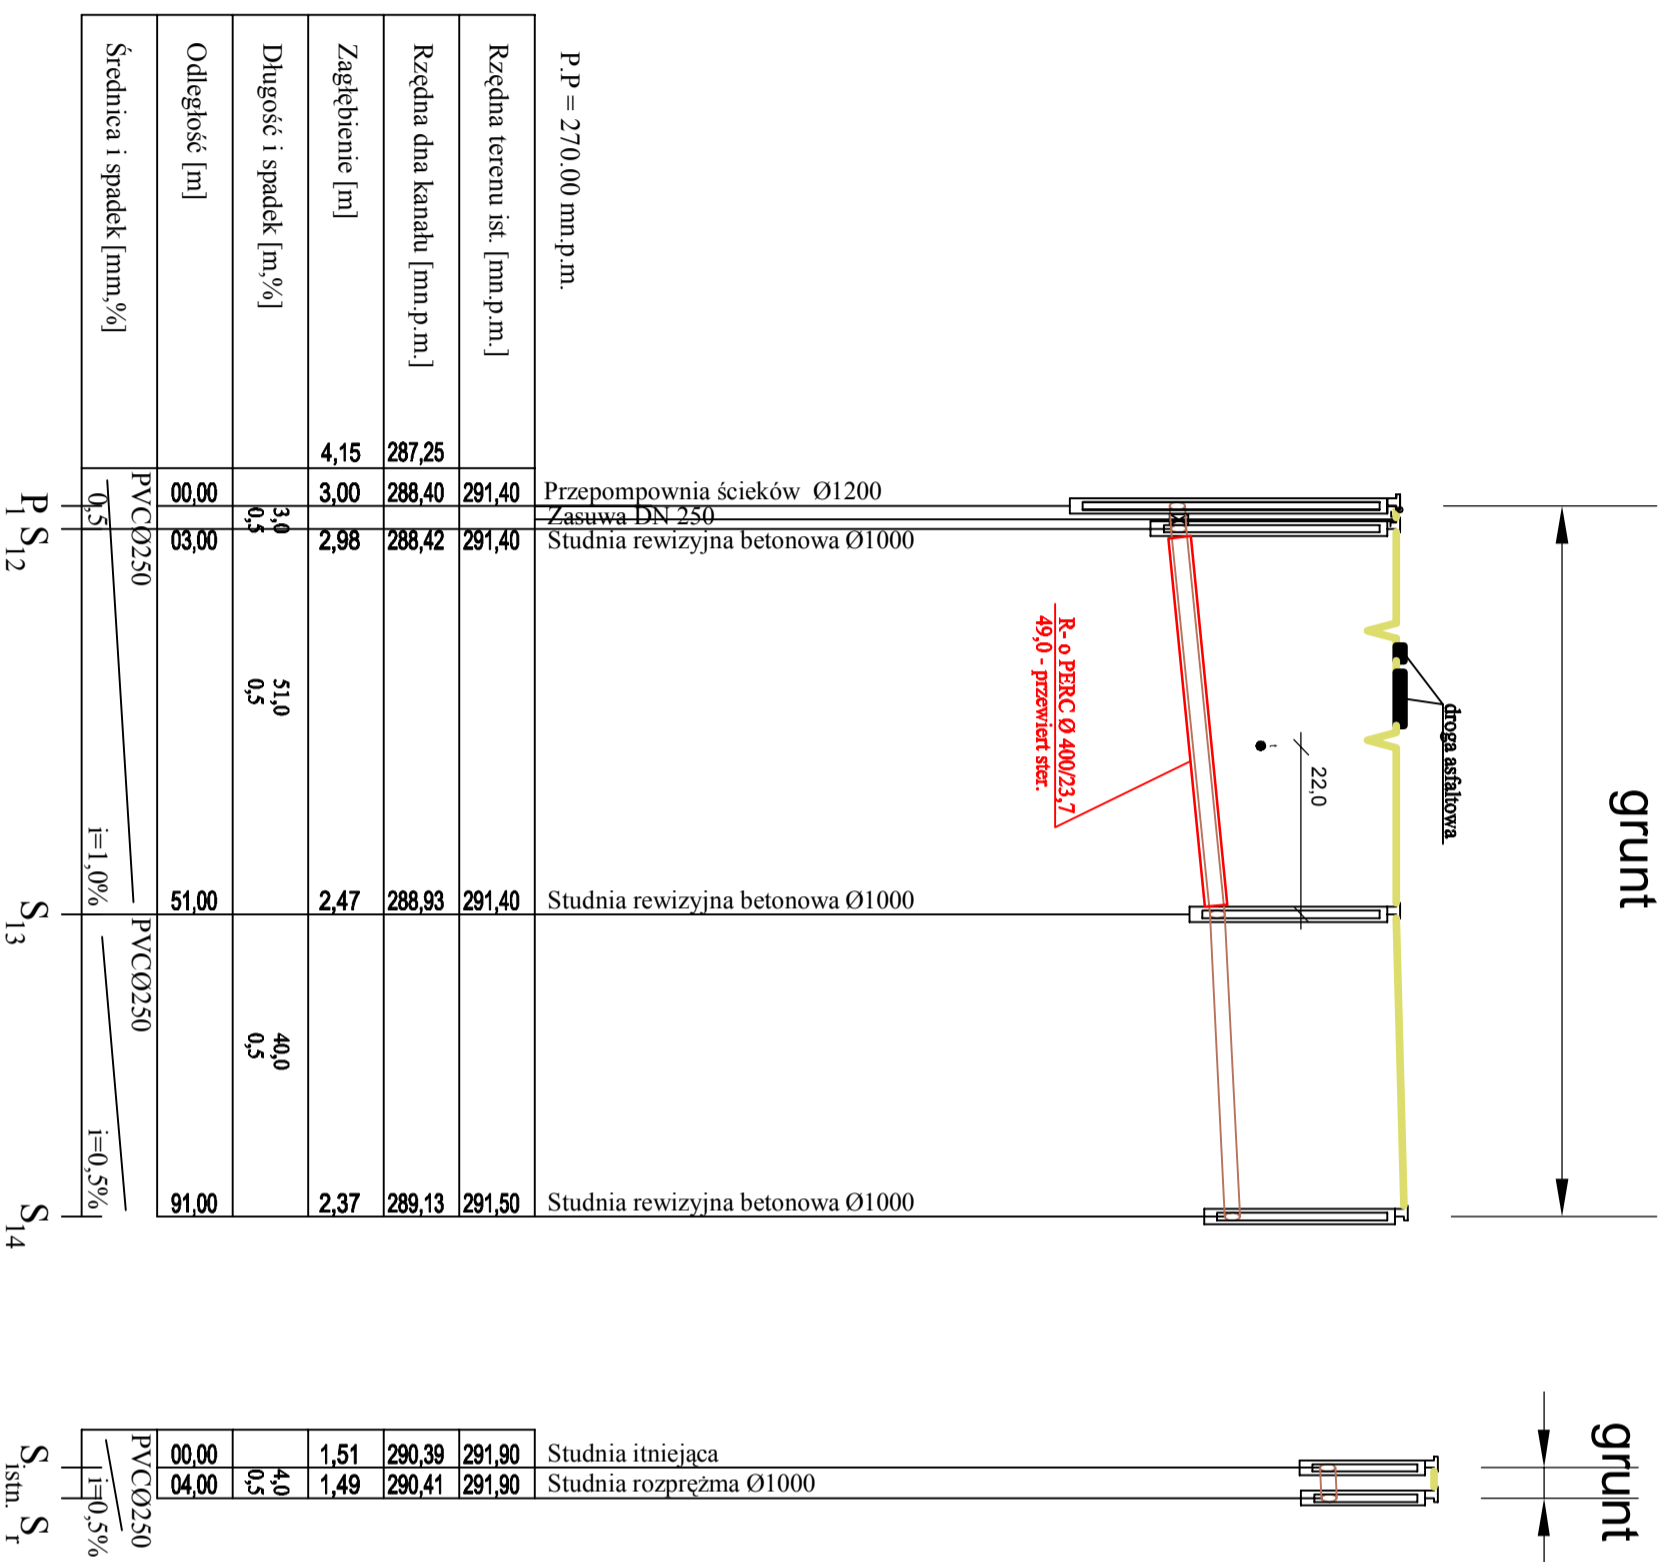 grunt
grunt
droga asfaltowa
22,0
R- o PERC Ø 400/23,7
49,0 - przewiert ster.
Przepompownia ścieków Ø1200
Zasuwa DN 250
Studnia rewizyjna betonowa Ø1000
Studnia rewizyjna betonowa Ø1000
Studnia rewizyjna betonowa Ø1000
Studnia itniejąca
Studnia rozprężma Ø1000
P.P = 270.00 mn.p.m.
Rzędna terenu ist. [mn.p.m.]
291,40
291,40
291,40
291,50
291,90
291,90
Rzędna dna kanału [mn.p.m.]
287,25
288,40
288,42
288,93
289,13
290,39
290,41
Zagłębienie [m]
4,15
3,00
2,98
2,47
2,37
1,51
1,49
Długość i spadek [m,%]
3,0
0,5
51,0
0,5
40,0
0,5
4,0
0,5
Odległość [m]
00,00
03,00
51,00
91,00
00,00
04,00
Średnica i spadek [mm,%]
PVCØ250
0,5
i=1,0%
PVCØ250
i=0,5%
PVCØ250
i=0,5%
P1
S12
S13
S14
S istn.
S r